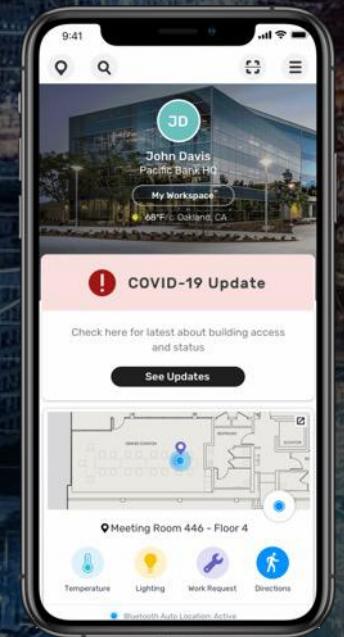 9:41
JD
John Davis
Pacific Bank HQ
My Workspace
68°F/c Oakland, CA
COVID-19 Update
Check here for latest about building access
and status
See Updates
Meeting Room 446 - Floor 4
Temperature
Lighting
Work Request
Directions
Bluetooth Auto Location: Active